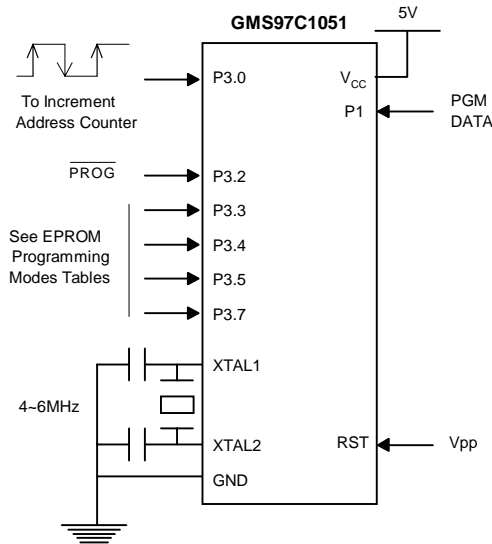 GMS97C1051
5V
P3.0
VCC
To Increment
Address Counter
P1
PGM
DATA
PROG
P3.2
P3.3
See EPROM
Programming
Modes Tables
P3.4
P3.5
P3.7
XTAL1
4~6MHz
XTAL2
RST
Vpp
GND